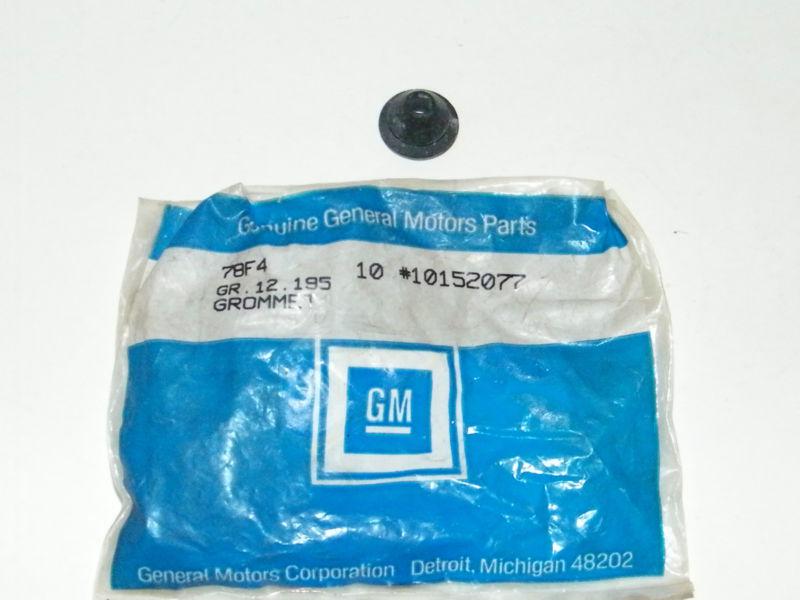 Genuine General Motors Parts
78F4 10 #10152077
GR.12.195
GROMMET
GM
General Motors Corporation Detroit, Michigan 48202